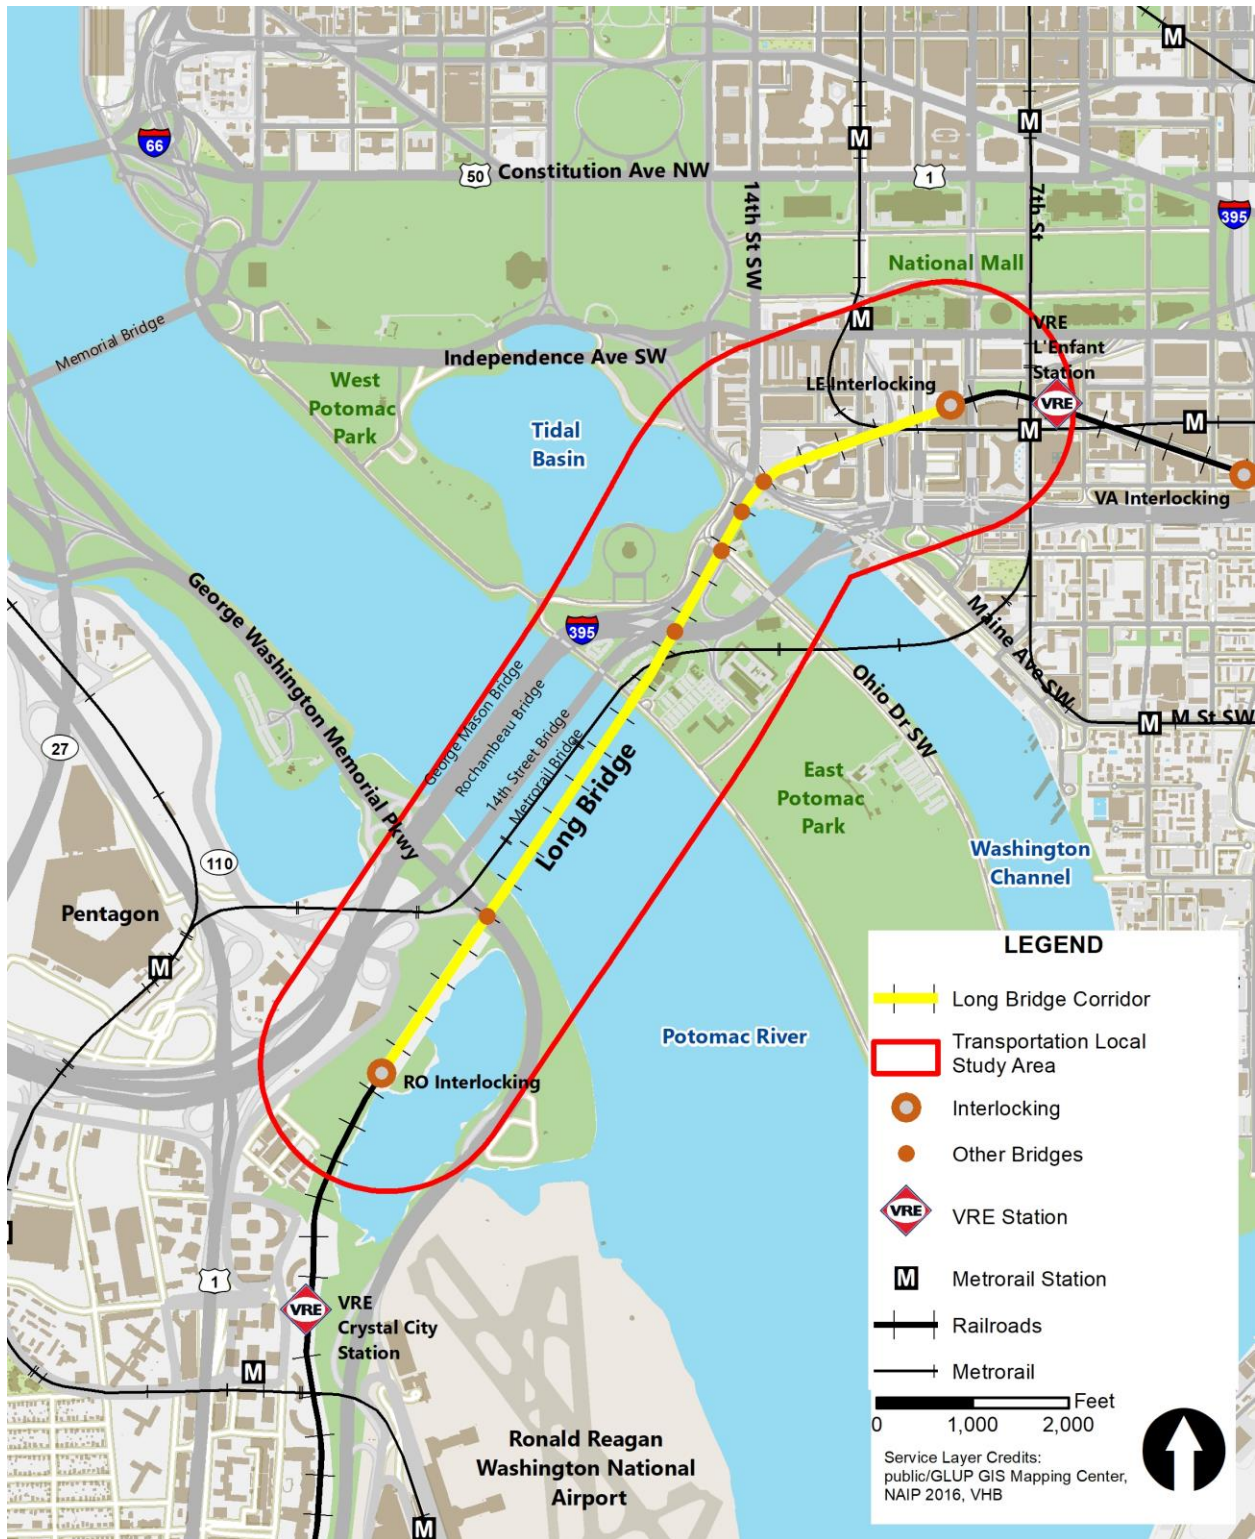 M
66
M
M
50
Constitution Ave NW
1
14th St SW
7th St
395
National Mall
Memorial Bridge
M
VRE
L'Enfant
Station
Independence Ave SW
West
Potomac
Park
LE Interlocking
VRE
Tidal
Basin
M
M
VA Interlocking
George Washington Memorial Pkwy
395
Maine Ave SW
Ohio Dr SW
George Mason Bridge
Rochambeau Bridge
14th Street Bridge
Metrorail Bridge
Long Bridge
M
M St SW
27
East
Potomac
Park
110
Washington
Channel
Pentagon
M
Potomac River
RO Interlocking
1
VRE
VRE
Crystal City
Station
M
Ronald Reagan
Washington National
Airport
M
LEGEND
Long Bridge Corridor
Transportation Local
Study Area
Interlocking
Other Bridges
VRE
VRE Station
M
Metrorail Station
Railroads
Metrorail
Feet
0 1,000 2,000
Service Layer Credits:
public/GLUP GIS Mapping Center,
NAIP 2016, VHB